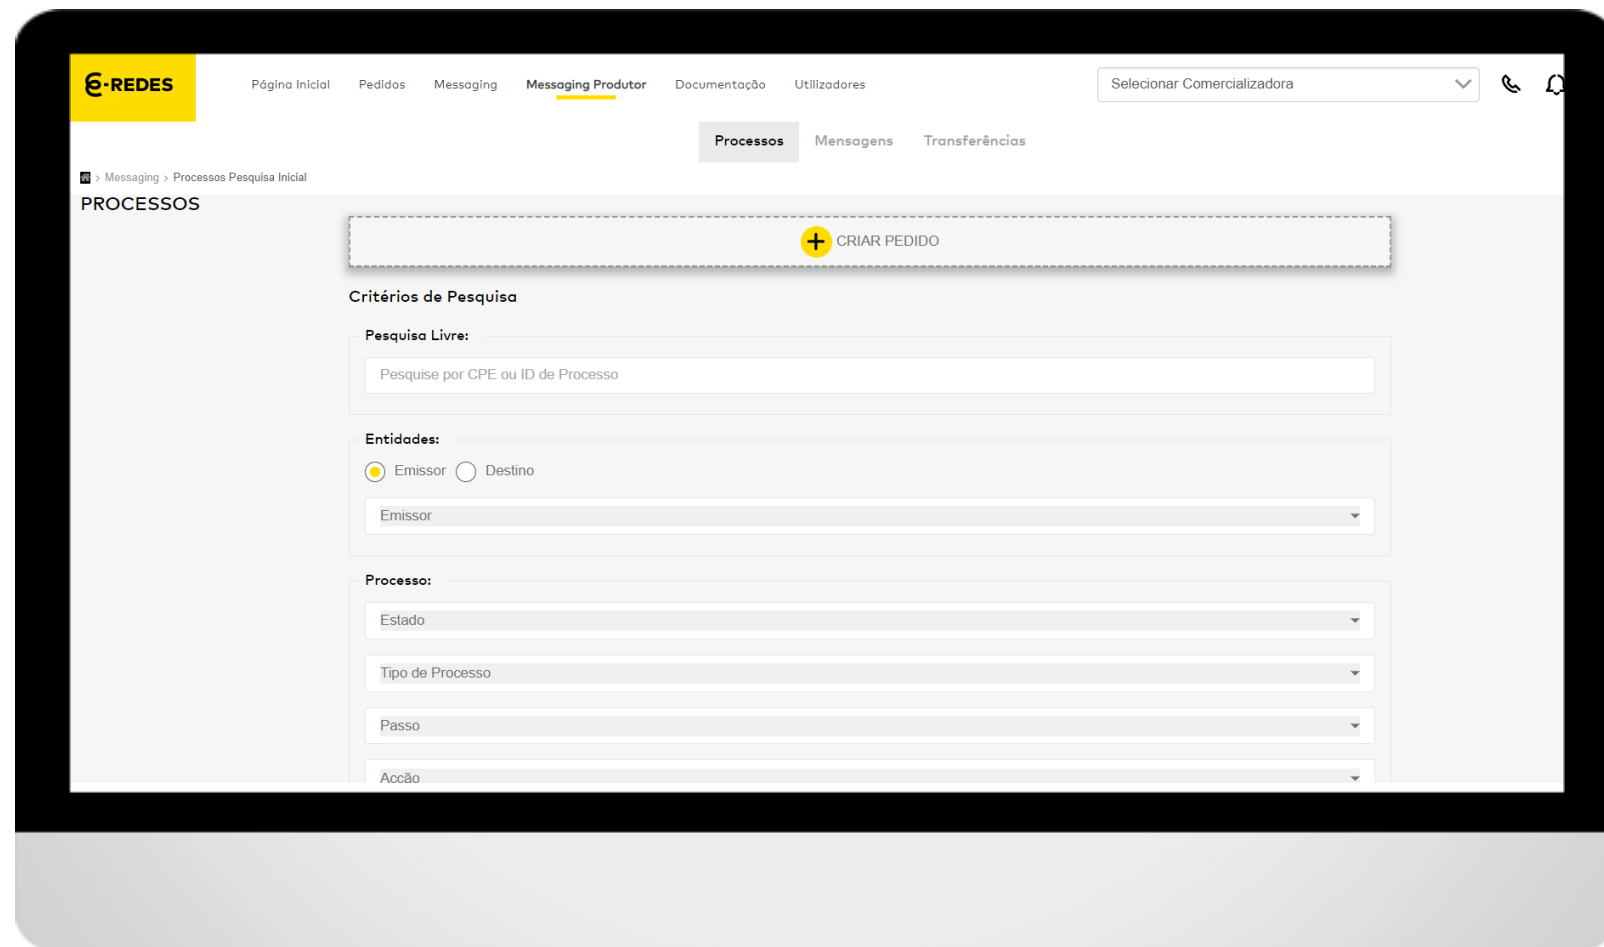 E-REDES
Página Inicial Pedidos Messaging Messaging Produtor Documentação Utilizadores Selecionar Comercializadora
Processos Mensagens Transferências
> Messaging > Processos Pesquisa Inicial
PROCESSOS
CRIAR PEDIDO
Critérios de Pesquisa
Pesquisa Livre:
Pesquise por CPE ou ID de Processo
Entidades:
Emissor Destino
Emissor
Processo:
Estado
Tipo de Processo
Passo
Accão